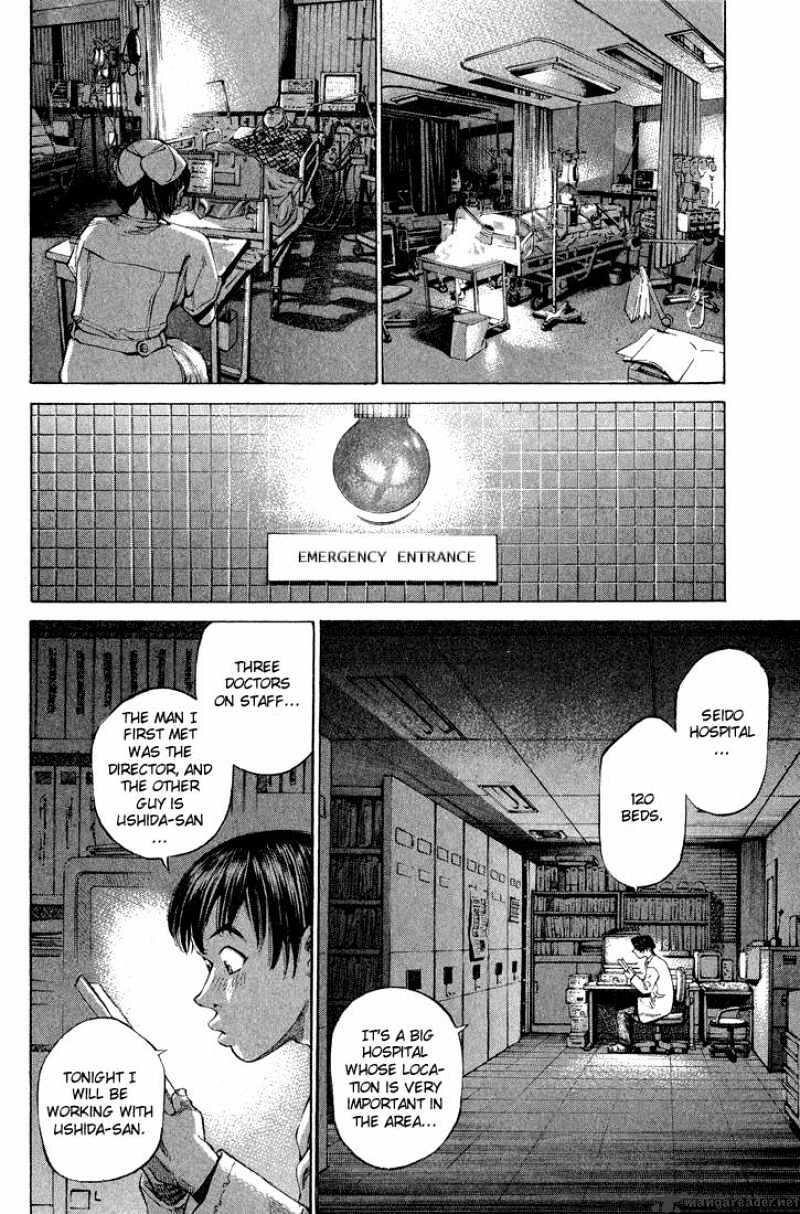 EMERGENCY ENTRANCE
SEIDO
HOSPITAL
...
120
BEDS.
IT'S A BIG
HOSPITAL
WHOSE LOCA-
TION IS VERY
IMPORTANT IN
THE AREA...
THREE
DOCTORS
ON STAFF...
THE MAN I
FIRST MET
WAS THE
DIRECTOR, AND
THE OTHER
GUY IS
USHIDA-SAN
...
TONIGHT I
WILL BE
WORKING WITH
USHIDA-SAN.
mangareader.net